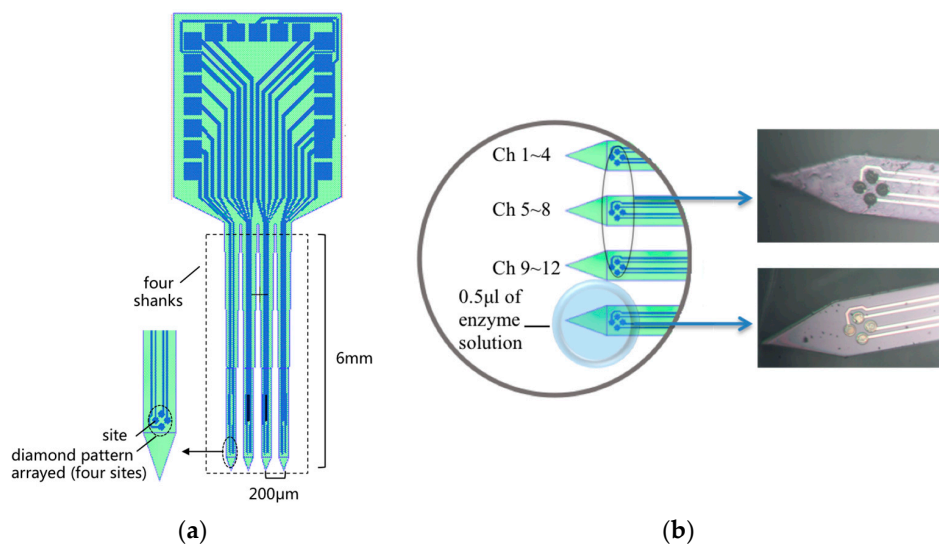 four
shanks
6mm
site
diamond pattern
arrayed (four sites)
200μm
(a)
Ch 1~4
Ch 5~8
Ch 9~12
0.5μl of
enzyme
solution
(b)